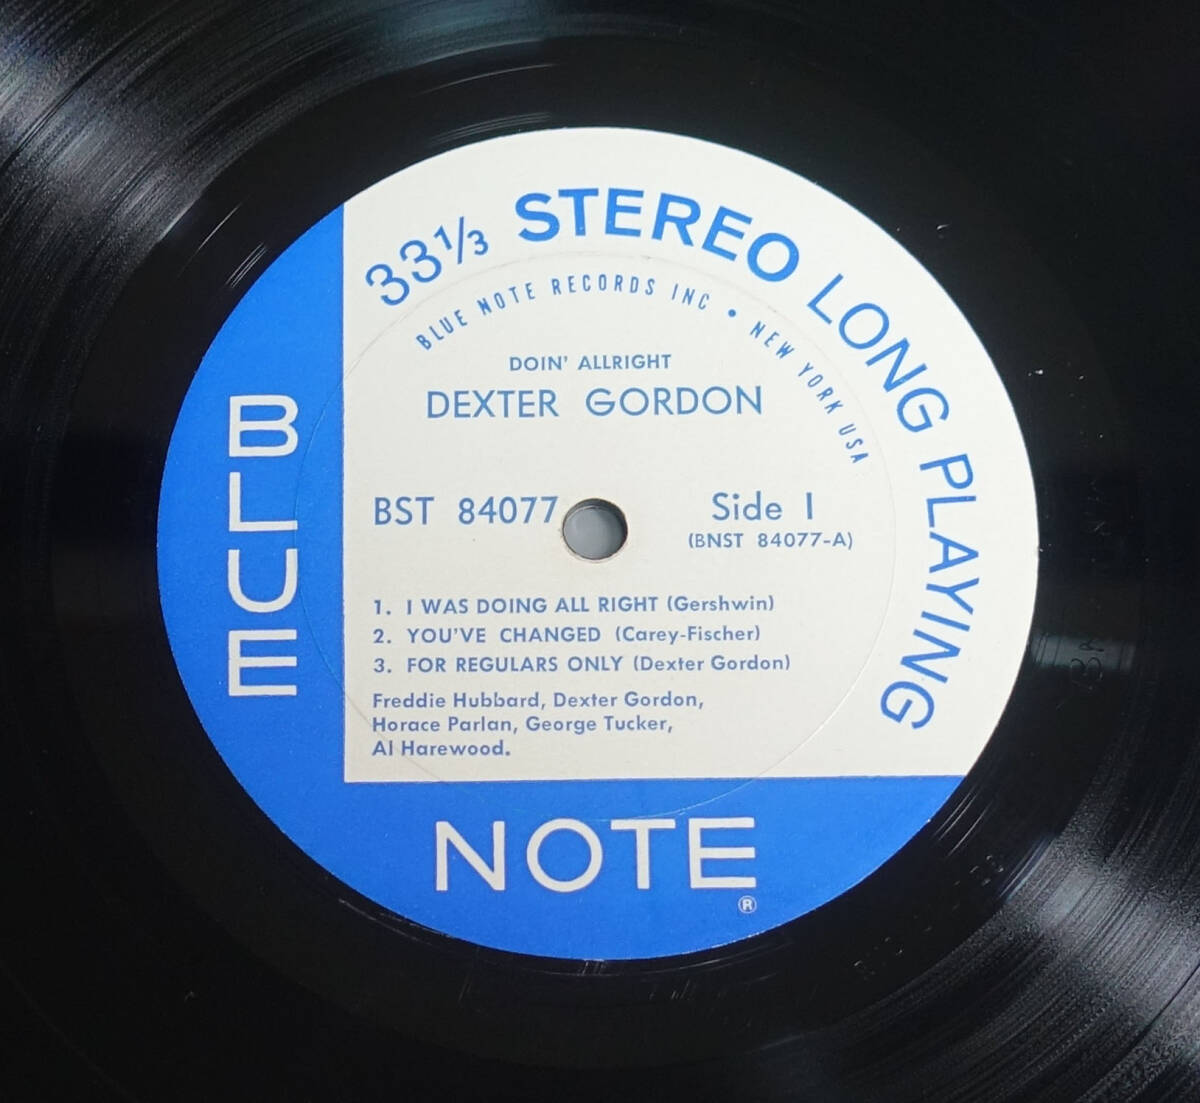 33⅓ STEREO LONG PLAYING
BLUE NOTE RECORDS INC • NEW YORK USA
DOIN' ALLRIGHT
DEXTER GORDON
BST 84077
Side 1
(BNST 84077-A)
1. I WAS DOING ALL RIGHT (Gershwin)
2. YOU'VE CHANGED (Carey-Fischer)
3. FOR REGULARS ONLY (Dexter Gordon)
Freddie Hubbard, Dexter Gordon,
Horace Parlan, George Tucker,
Al Harewood.
BLUE
NOTE
®